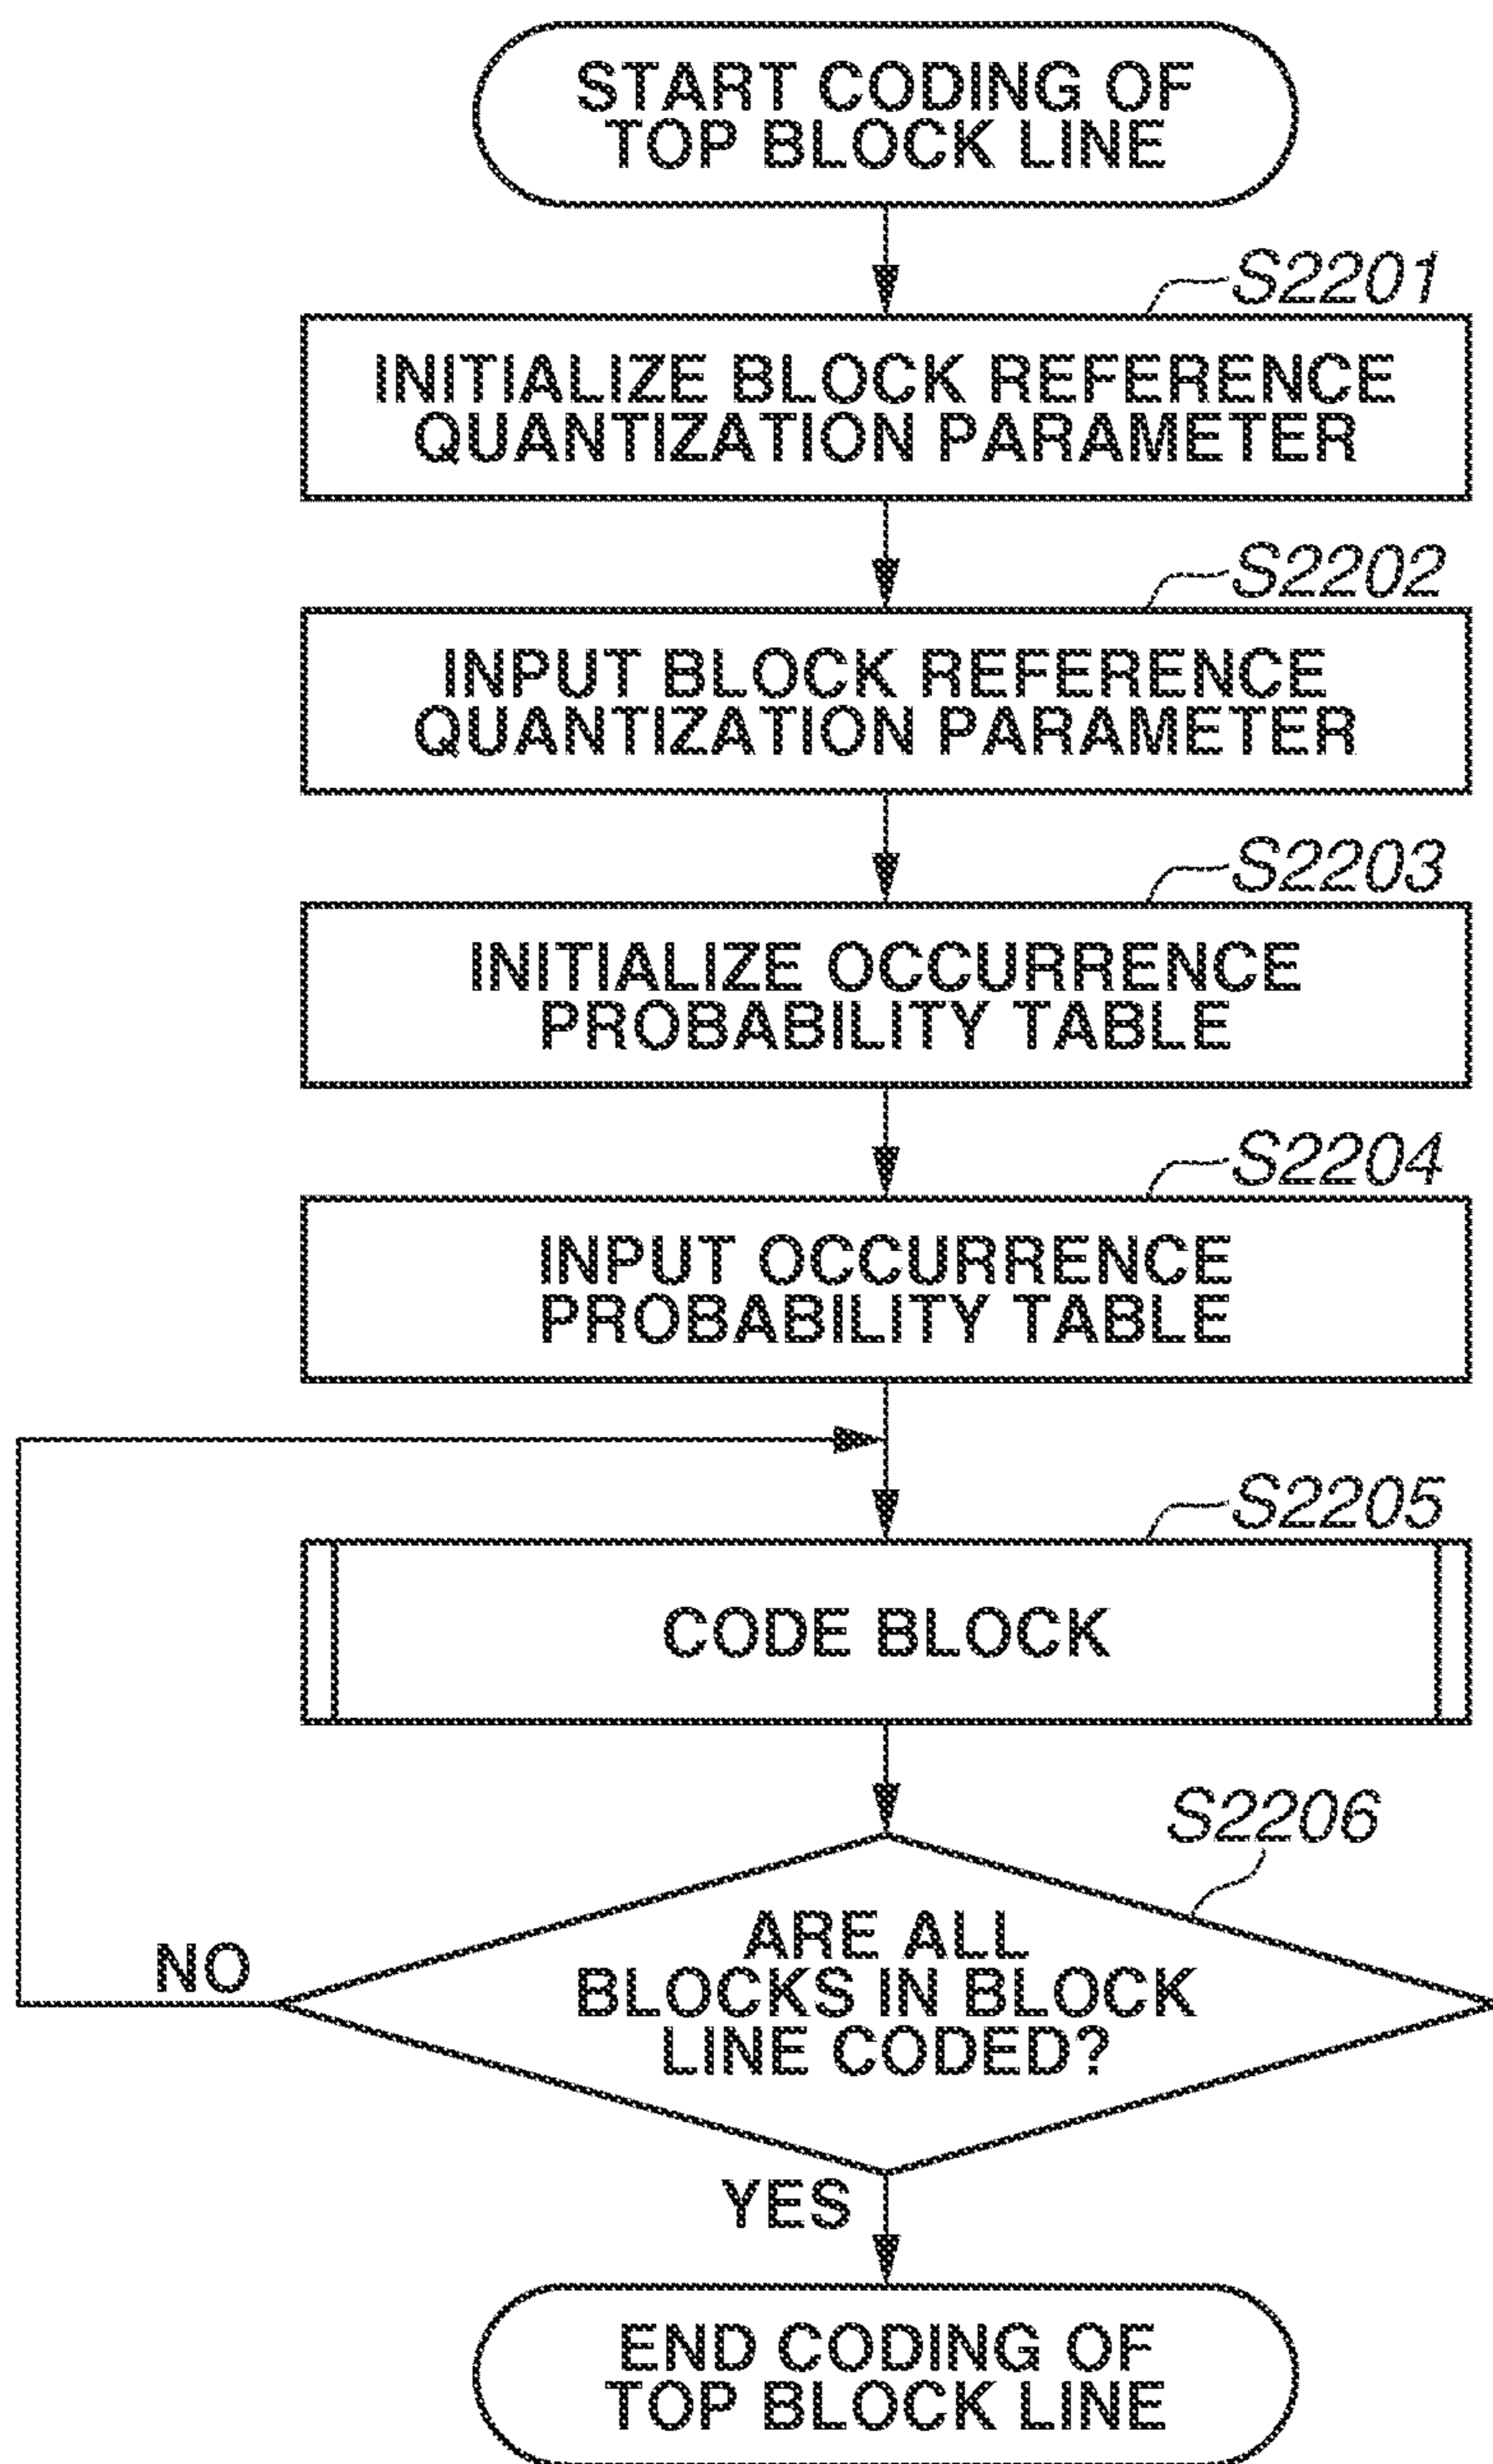 START CODING OF
TOP BLOCK LINE
S2201
INITIALIZE BLOCK REFERENCE
QUANTIZATION PARAMETER
S2202
INPUT BLOCK REFERENCE
QUANTIZATION PARAMETER
S2203
INITIALIZE OCCURRENCE
PROBABILITY TABLE
S2204
INPUT OCCURRENCE
PROBABILITY TABLE
S2205
CODE BLOCK
S2206
ARE ALL
BLOCKS IN BLOCK
LINE CODED?
NO
YES
END CODING OF
TOP BLOCK LINE